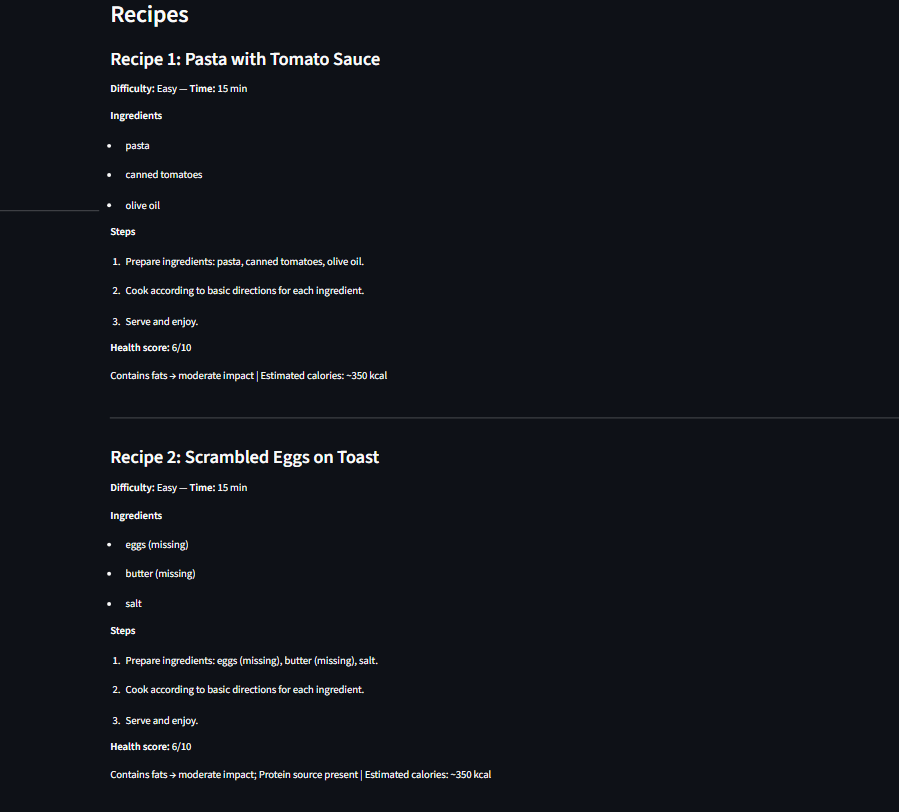 Recipes
Recipe 1: Pasta with Tomato Sauce
Difficulty: Easy — Time: 15 min
Ingredients
• pasta
• canned tomatoes
• olive oil
Steps
1. Prepare ingredients: pasta, canned tomatoes, olive oil.
2. Cook according to basic directions for each ingredient.
3. Serve and enjoy.
Health score: 6/10
Contains fats → moderate impact | Estimated calories: ~350 kcal
Recipe 2: Scrambled Eggs on Toast
Difficulty: Easy — Time: 15 min
Ingredients
• eggs (missing)
• butter (missing)
• salt
Steps
1. Prepare ingredients: eggs (missing), butter (missing), salt.
2. Cook according to basic directions for each ingredient.
3. Serve and enjoy.
Health score: 6/10
Contains fats → moderate impact; Protein source present | Estimated calories: ~350 kcal